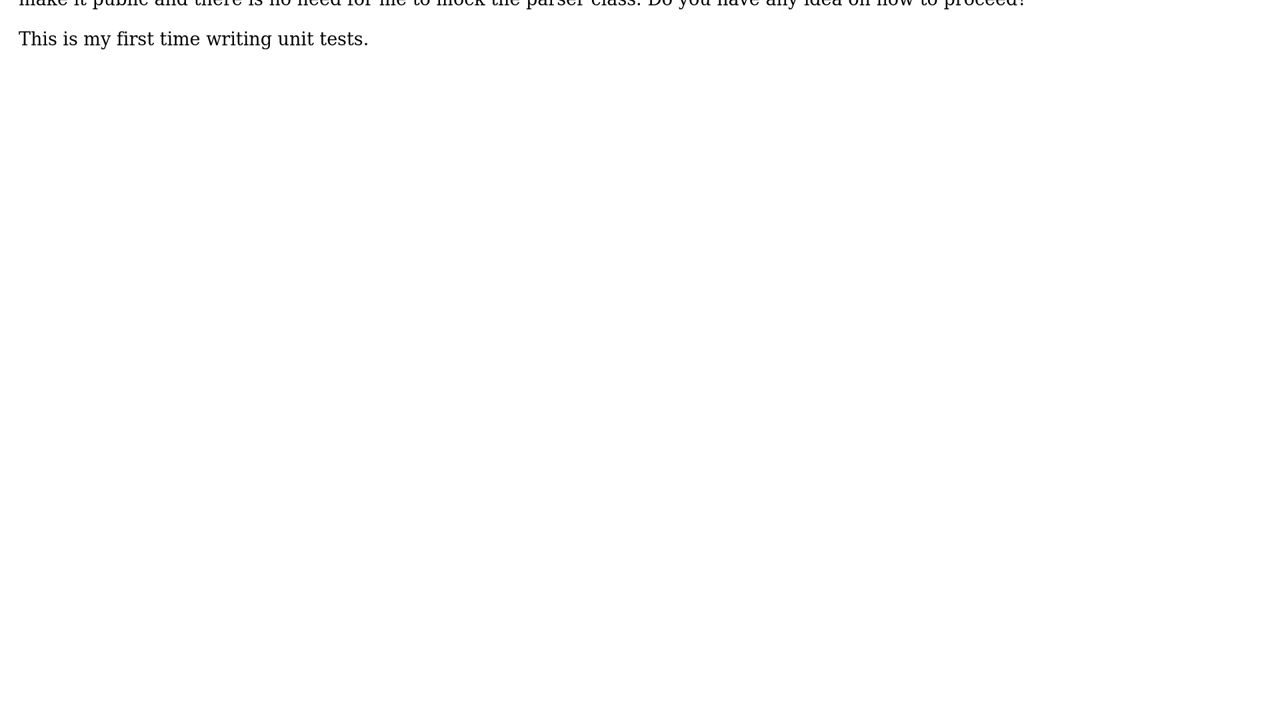 make it public and there is no need for me to mock the parser class. Do you have any idea on how to proceed?
This is my first time writing unit tests.